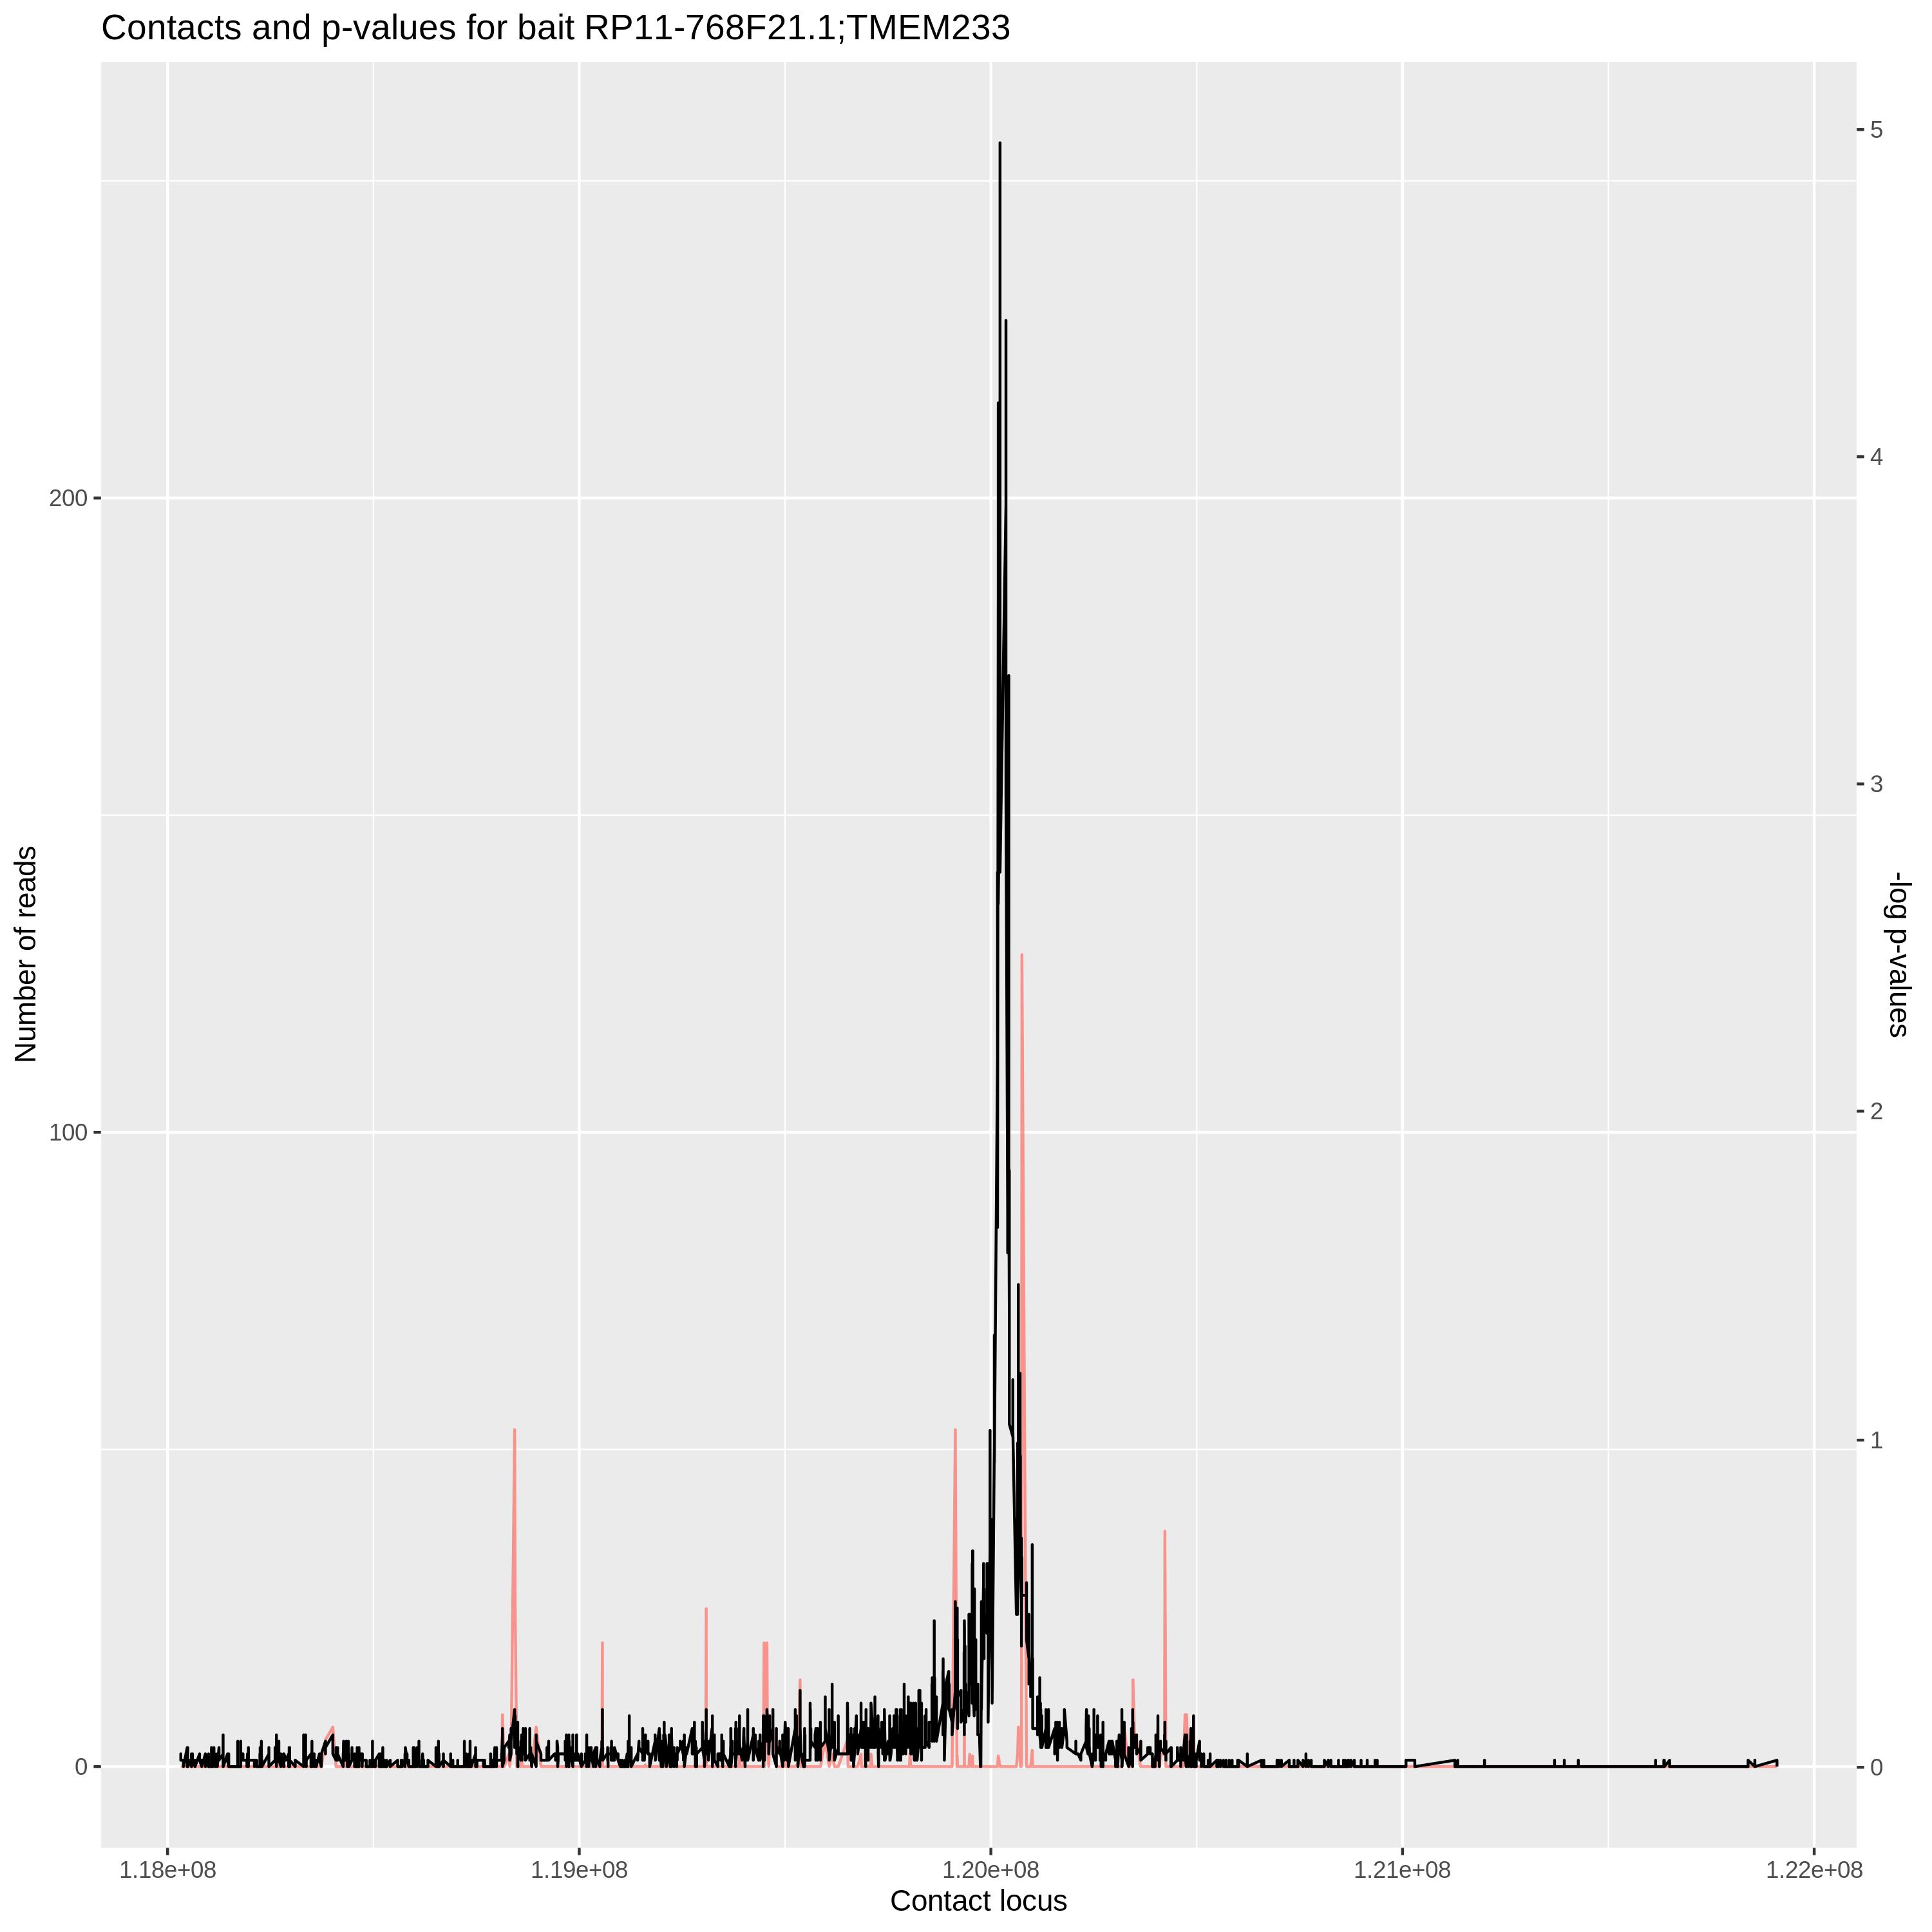 Contacts and p-values for bait RP11-768F21.1;TMEM233
Number of reads
200
100
0
5
4
3
2
1
0
-log p-values
1.18e+08
1.19e+08
1.20e+08
1.21e+08
1.22e+08
Contact locus